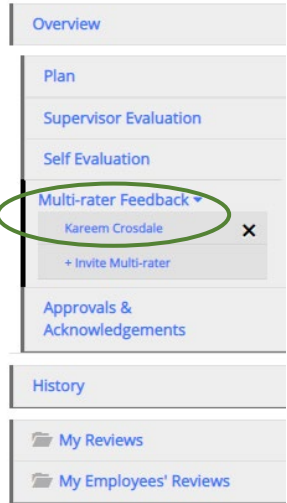 Overview
Plan
Supervisor Evaluation
Self Evaluation
Multi-rater Feedback
Kareem Crosdale
+ Invite Multi-rater
Approvals &
Acknowledgements
History
My Reviews
My Employees' Reviews